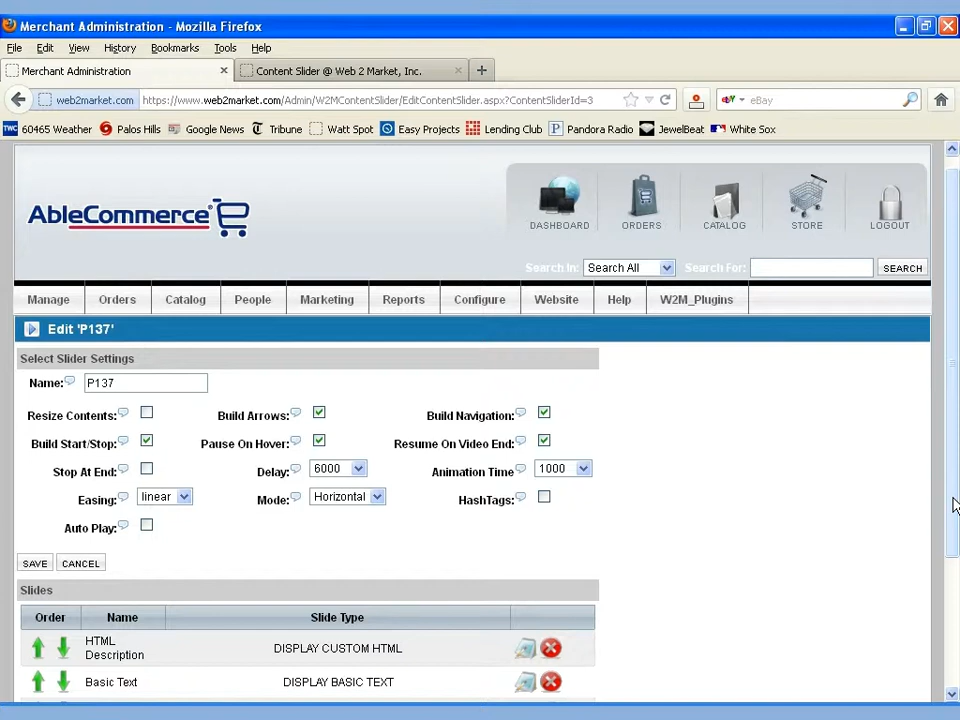 Merchant Administration - Mozilla Firefox
File Edit View History Bookmarks Tools Help
Merchant Administration
Content Slider @ Web 2 Market, Inc.
web2market.com https://www.web2market.com/Admin/W2MContentSlider/EditContentSlider.aspx?ContentSliderId=3
eBay
TWC 60465 Weather Palos Hills Google News Tribune Watt Spot Easy Projects Lending Club Pandora Radio JewelBeat White Sox
AbleCommerce
DASHBOARD ORDERS CATALOG STORE LOGOUT
Search In: Search All Search For: SEARCH
Manage Orders Catalog People Marketing Reports Configure Website Help W2M_Plugins
Edit 'P137'
Select Slider Settings
Name: P137
Resize Contents: Build Arrows: Build Navigation:
Build Start/Stop: Pause On Hover: Resume On Video End:
Stop At End: Delay: 6000 Animation Time 1000
Easing: linear Mode: Horizontal HashTags:
Auto Play:
SAVE CANCEL
Slides
Order Name Slide Type
HTML Description DISPLAY CUSTOM HTML
Basic Text DISPLAY BASIC TEXT